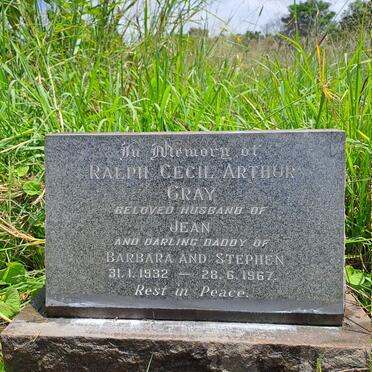 In Memory of
RALPH CECIL ARTHUR
GRAY
BELOVED HUSBAND OF
JEAN
AND DARLING DADDY OF
BARBARA AND STEPHEN
31.1.1932 – 28.6.1967.
Rest in Peace.